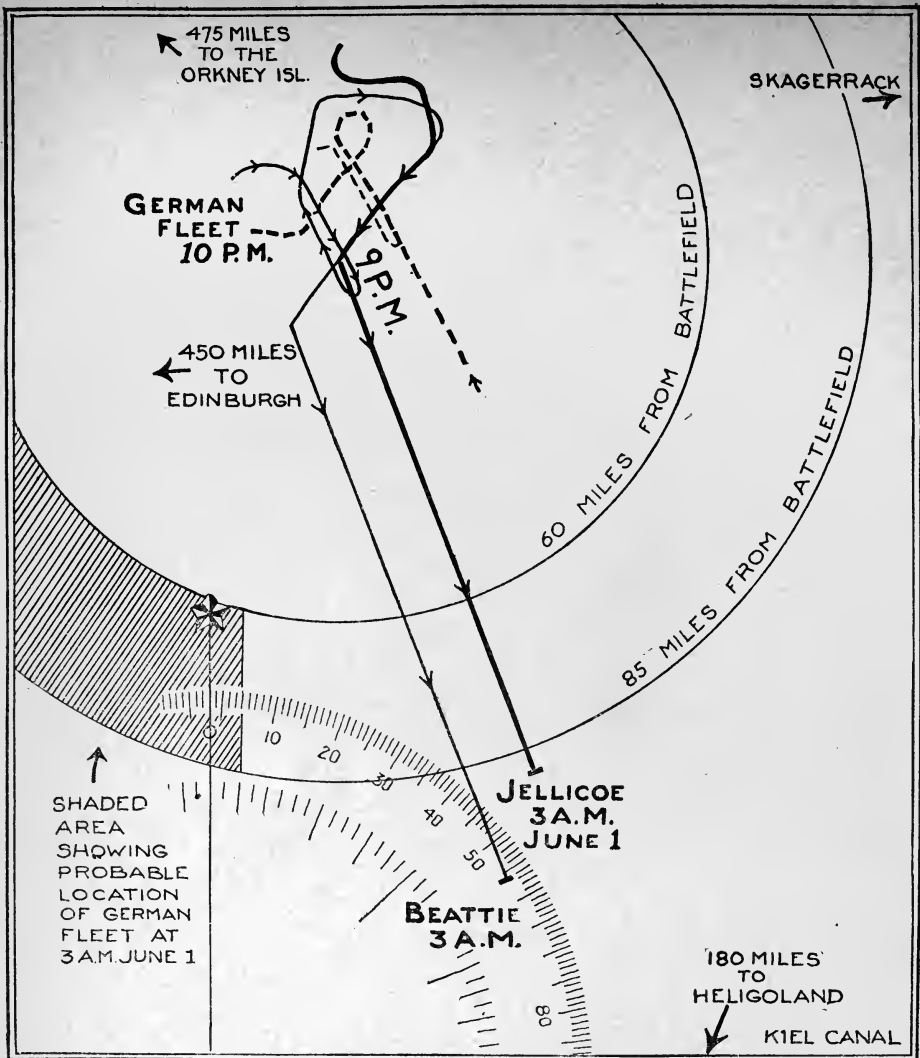 475 MILES
TO THE
ORKNEY ISL.
SKAGERRACK
GERMAN
FLEET
10 P.M.
9 P.M.
450 MILES
TO
EDINBURGH
60 MILES FROM BATTLEFIELD
85 MILES FROM BATTLEFIELD
0
10
20
30
40
50
80
SHADED
AREA
SHOWING
PROBABLE
LOCATION
OF GERMAN
FLEET AT
3 A.M. JUNE 1
JELLICOE
3 A.M.
JUNE 1
BEATTIE
3 A.M.
180 MILES
TO
HELIGOLAND
KIEL CANAL